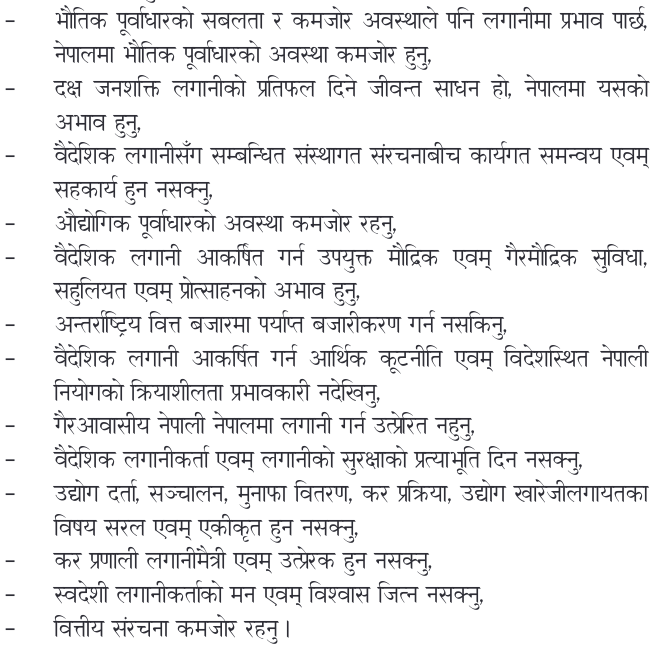 – भौतिक पूर्वाधारको सबलता र कमजोर अवस्थाले पनि लगानीमा प्रभाव पार्छ,
नेपालमा भौतिक पूर्वाधारको अवस्था कमजोर हुनु,
– दक्ष जनशक्ति लगानीको प्रतिफल दिने जीवन्त साधन हो, नेपालमा यसको
अभाव हुनु,
– वैदेशिक लगानीसँग सम्बन्धित संस्थागत संरचनाबीच कार्यगत समन्वय एवम्
सहकार्य हुन नसक्नु,
– औद्योगिक पूर्वाधारको अवस्था कमजोर रहनु,
– वैदेशिक लगानी आकर्षित गर्न उपयुक्त मौद्रिक एवम् गैरमौद्रिक सुविधा,
सहुलियत एवम् प्रोत्साहनको अभाव हुनु,
– अन्तर्राष्ट्रिय वित्त बजारमा पर्याप्त बजारीकरण गर्न नसकिनु,
– वैदेशिक लगानी आकर्षित गर्न आर्थिक कूटनीति एवम् विदेशस्थित नेपाली
नियोगको क्रियाशीलता प्रभावकारी नदेखिनु,
– गैरआवासीय नेपाली नेपालमा लगानी गर्न उत्प्रेरित नहुनु,
– वैदेशिक लगानीकर्ता एवम् लगानीको सुरक्षाको प्रत्याभूति दिन नसक्नु,
– उद्योग दर्ता, सञ्चालन, मुनाफा वितरण, कर प्रक्रिया, उद्योग खारेजीलगायतका
विषय सरल एवम् एकीकृत हुन नसक्नु,
– कर प्रणाली लगानीमैत्री एवम् उत्प्रेरक हुन नसक्नु,
– स्वदेशी लगानीकर्ताको मन एवम् विश्वास जित्न नसक्नु,
– वित्तीय संरचना कमजोर रहनु ।